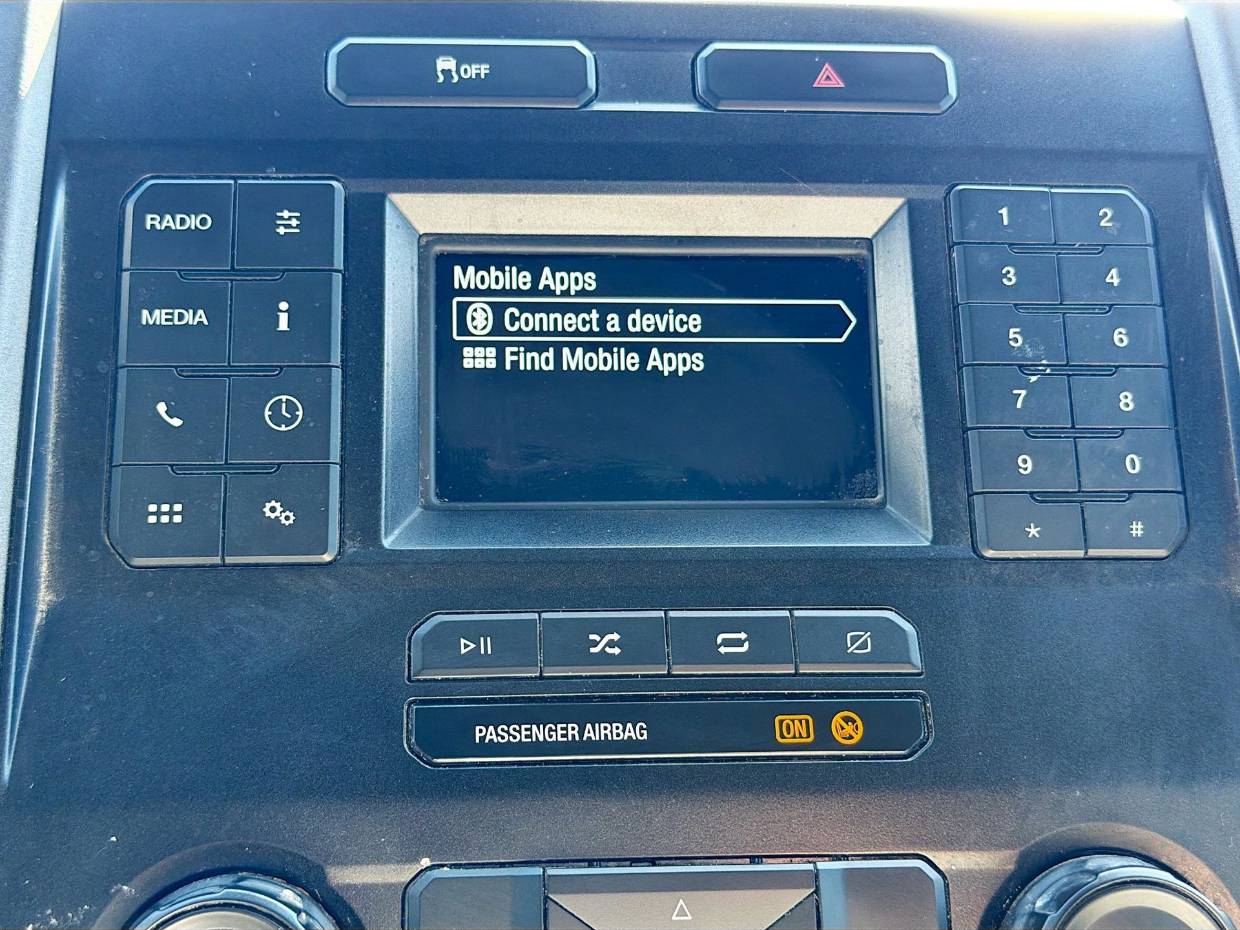 OFF
RADIO
MEDIA
Mobile Apps
Connect a device
Find Mobile Apps
1 2
3 4
5 6
7 8
9 0
* #
PASSENGER AIRBAG ON